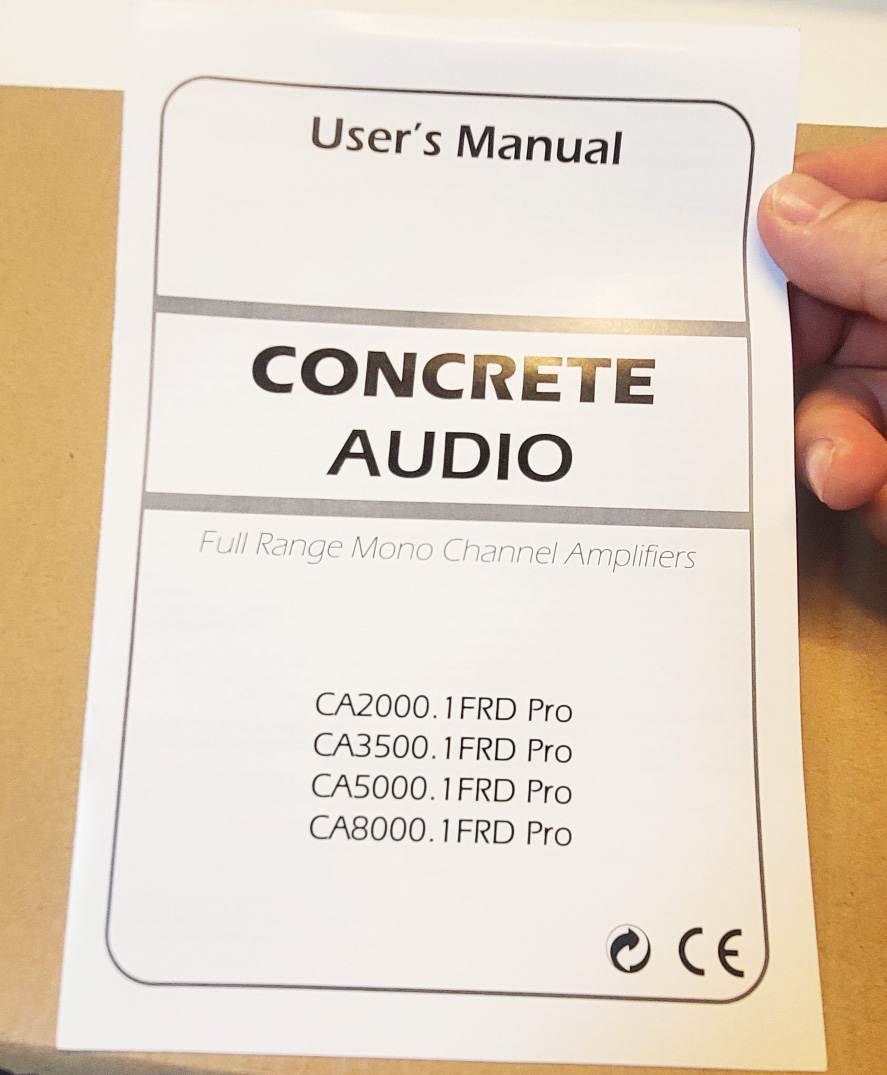 User's Manual
CONCRETE
AUDIO
Full Range Mono Channel Amplifiers
CA2000.1FRD Pro
CA3500.1FRD Pro
CA5000.1FRD Pro
CA8000.1FRD Pro
CE